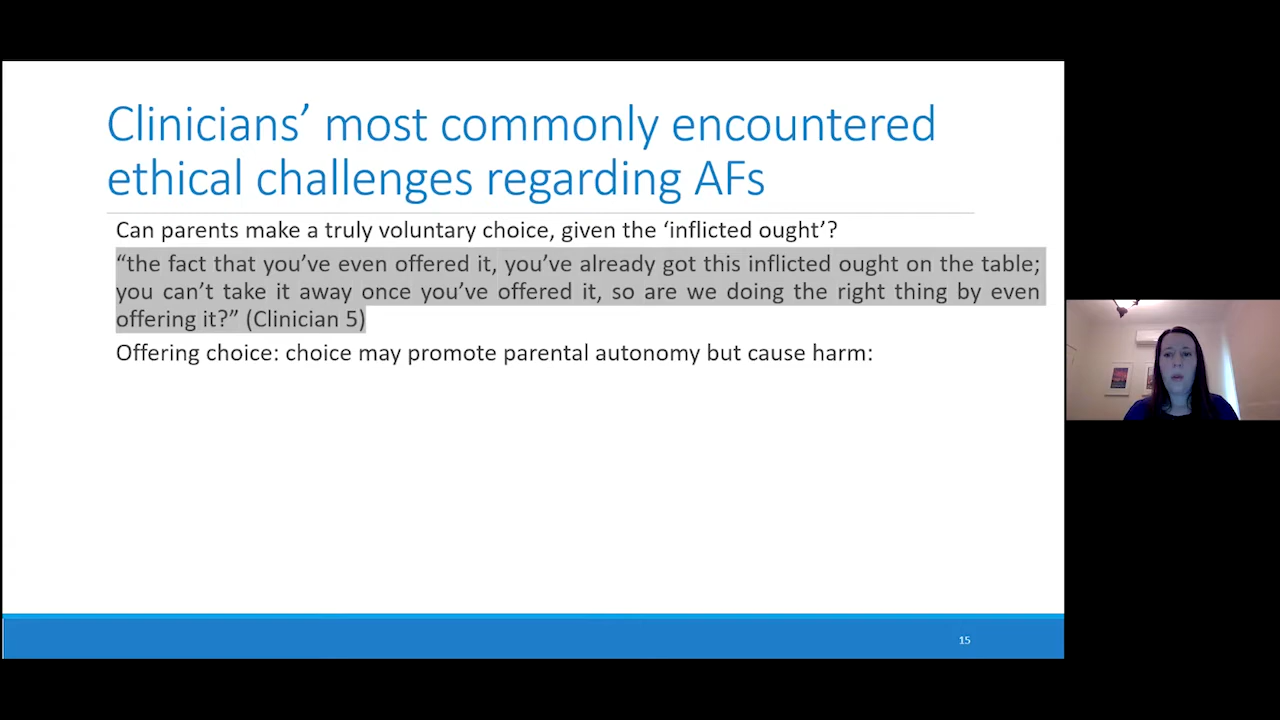 Clinicians’ most commonly encountered
ethical challenges regarding AFs
Can parents make a truly voluntary choice, given the ‘inflicted ought’?
“the fact that you’ve even offered it, you’ve already got this inflicted ought on the table;
you can’t take it away once you’ve offered it, so are we doing the right thing by even
offering it?” (Clinician 5)
Offering choice: choice may promote parental autonomy but cause harm:
15